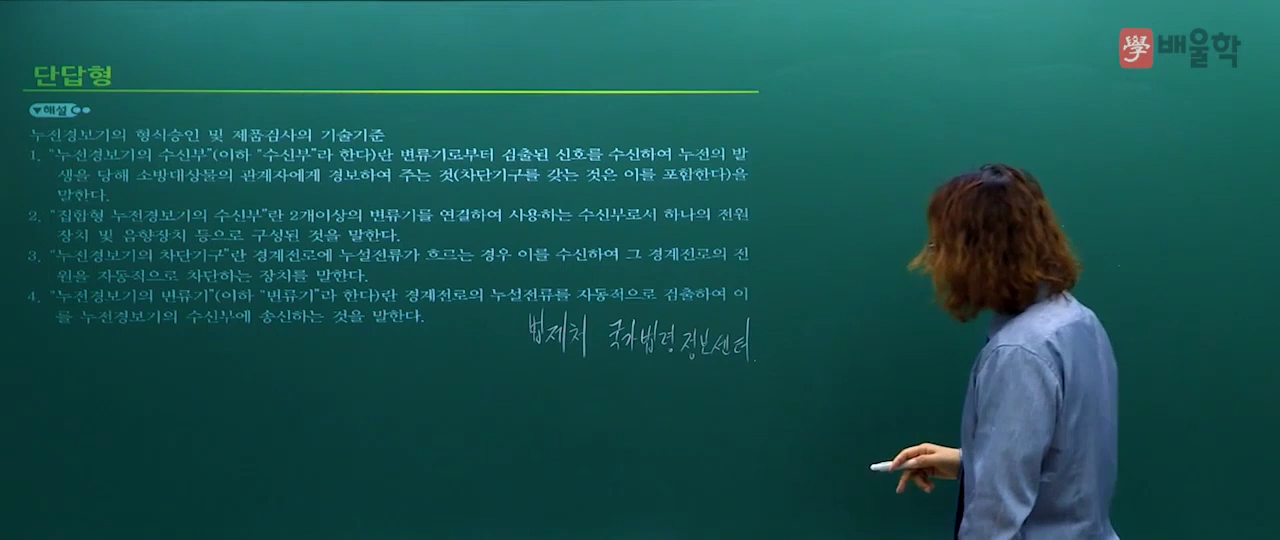 學 배울학
단답형
▼해설
누전경보기의 형식승인 및 제품검사의 기술기준
1. "누전경보기의 수신부"(이하 "수신부"라 한다)란 변류기로부터 검출된 신호를 수신하여 누전의 발
생을 당해 소방대상물의 관계자에게 경보하여 주는 것(차단기구를 갖는 것은 이를 포함한다)을
말한다.
2. "집합형 누전경보기의 수신부"란 2개이상의 변류기를 연결하여 사용하는 수신부로서 하나의 전원
장치 및 음향장치 등으로 구성된 것을 말한다.
3. "누전경보기의 차단기구"란 경계전로에 누설전류가 흐르는 경우 이를 수신하여 그 경계전로의 전
원을 자동적으로 차단하는 장치를 말한다.
4. "누전경보기의 변류기"(이하 "변류기"라 한다)란 경계전로의 누설전류를 자동적으로 검출하여 이
를 누전경보기의 수신부에 송신하는 것을 말한다.
법제처 국가법령정보센터.